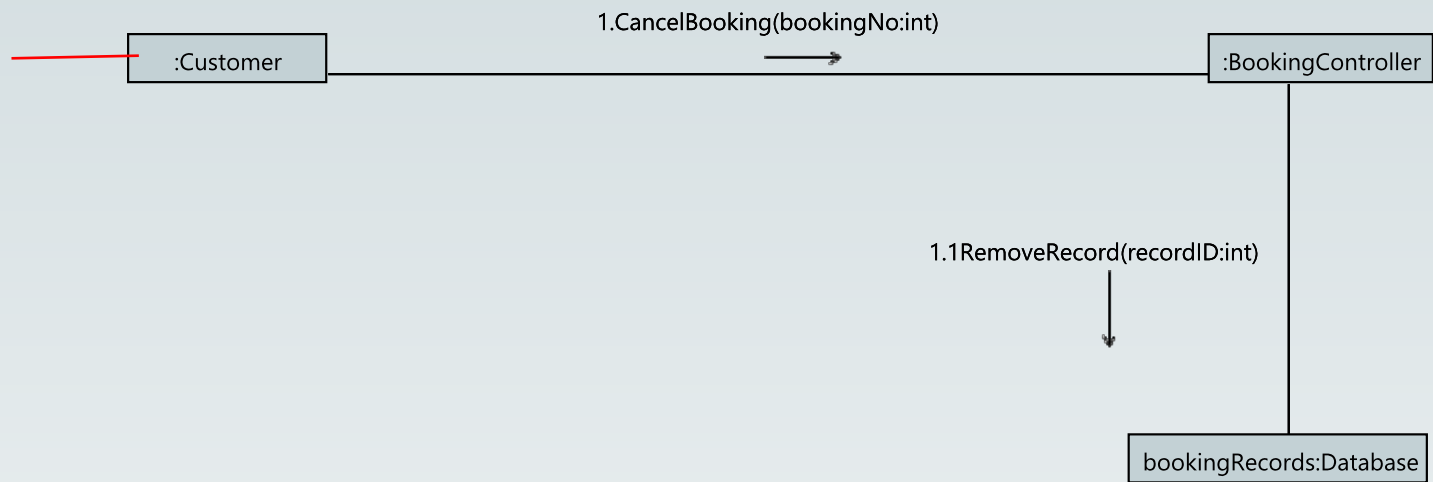 1.CancelBooking(bookingNo:int)
:Customer
:BookingController
1.1RemoveRecord(recordID:int)
bookingRecords:Database